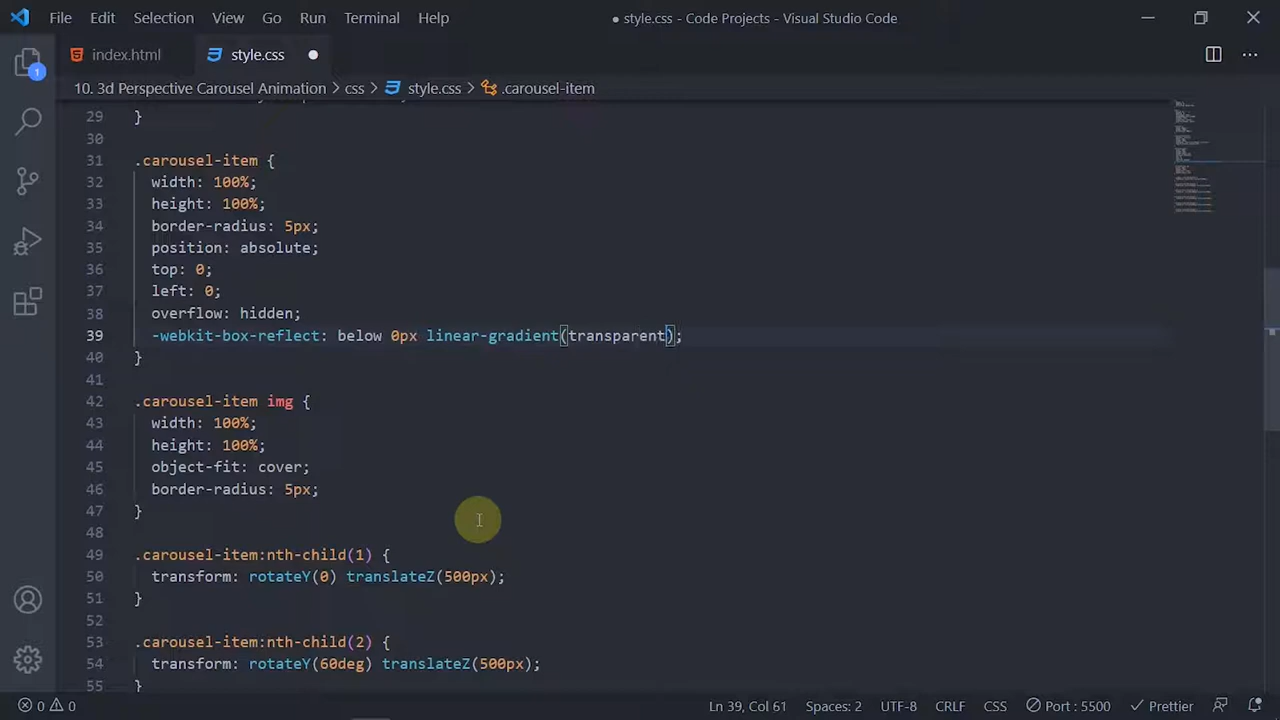 File Edit Selection View Go Run Terminal Help ● style.css - Code Projects - Visual Studio Code
1
index.html style.css
10. 3d Perspective Carousel Animation > css > style.css > .carousel-item
29 }
30
31 .carousel-item {
32 width: 100%;
33 height: 100%;
34 border-radius: 5px;
35 position: absolute;
36 top: 0;
37 left: 0;
38 overflow: hidden;
39 -webkit-box-reflect: below 0px linear-gradient(transparent);
40 }
41
42 .carousel-item img {
43 width: 100%;
44 height: 100%;
45 object-fit: cover;
46 border-radius: 5px;
47 }
48
49 .carousel-item:nth-child(1) {
50 transform: rotateY(0) translateZ(500px);
51 }
52
53 .carousel-item:nth-child(2) {
54 transform: rotateY(60deg) translateZ(500px);
55 }
0 0 Ln 39, Col 61 Spaces: 2 UTF-8 CRLF CSS Port : 5500 Prettier